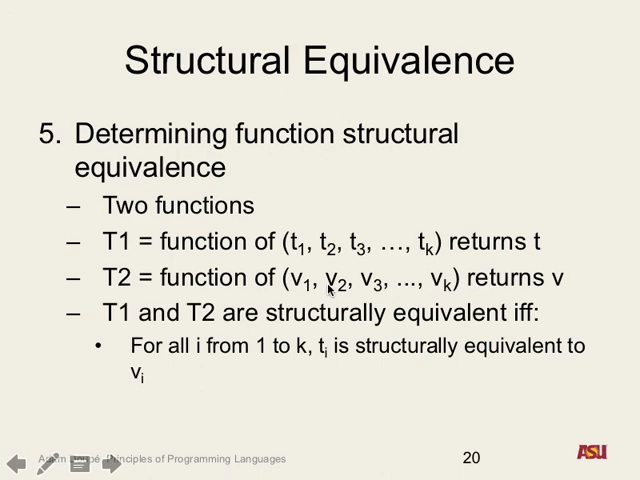 Structural Equivalence
5. Determining function structural
equivalence
– Two functions
– T1 = function of (t1, t2, t3, …, tk) returns t
– T2 = function of (v1, v2, v3, ..., vk) returns v
– T1 and T2 are structurally equivalent iff:
• For all i from 1 to k, ti is structurally equivalent to
vi
Principles of Programming Languages
20
ASU